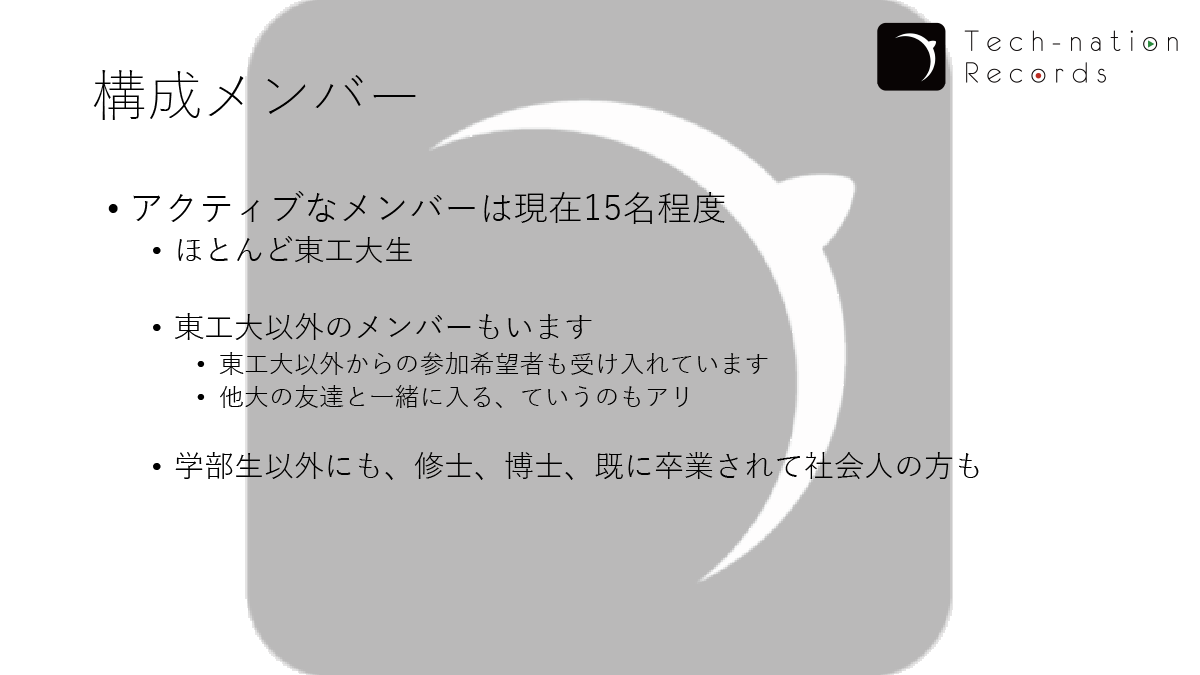 Tech-nation
Records
構成メンバー
• アクティブなメンバーは現在15名程度
• ほとんど東工大生
• 東工大以外のメンバーもいます
• 東工大以外からの参加希望者も受け入れています
• 他大の友達と一緒に入る、ていうのもアリ
• 学部生以外にも、修士、博士、既に卒業されて社会人の方も